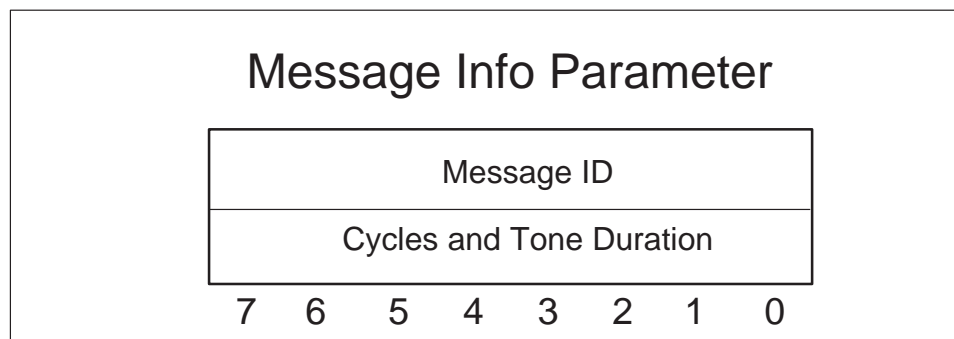 Message Info Parameter
Message ID
Cycles and Tone Duration
7 6 5 4 3 2 1 0